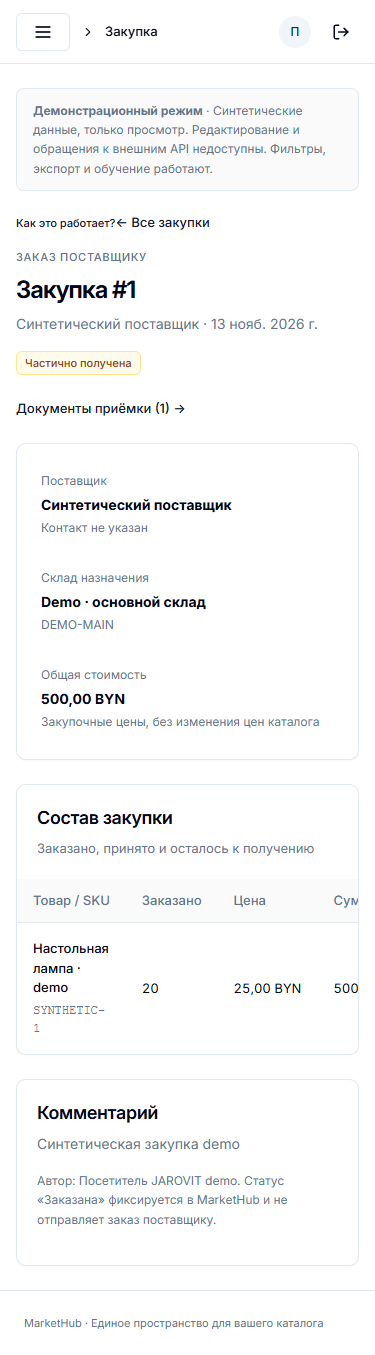 Закупка
П
Демонстрационный режим · Синтетические
данные, только просмотр. Редактирование и
обращения к внешним API недоступны. Фильтры,
экспорт и обучение работают.
Как это работает?← Все закупки
ЗАКАЗ ПОСТАВЩИКУ
Закупка #1
Синтетический поставщик · 13 нояб. 2026 г.
Частично получена
Документы приёмки (1) →
Поставщик
Синтетический поставщик
Контакт не указан
Склад назначения
Demo · основной склад
DEMO-MAIN
Общая стоимость
500,00 BYN
Закупочные цены, без изменения цен каталога
Состав закупки
Заказано, принято и осталось к получению
Товар / SKU Заказано Цена Сум
Настольная
лампа ·
demo
SYNTHETIC-
1
20 25,00 BYN 500
Комментарий
Синтетическая закупка demo
Автор: Посетитель JAROVIT demo. Статус
«Заказана» фиксируется в MarketHub и не
отправляет заказ поставщику.
MarketHub · Единое пространство для вашего каталога